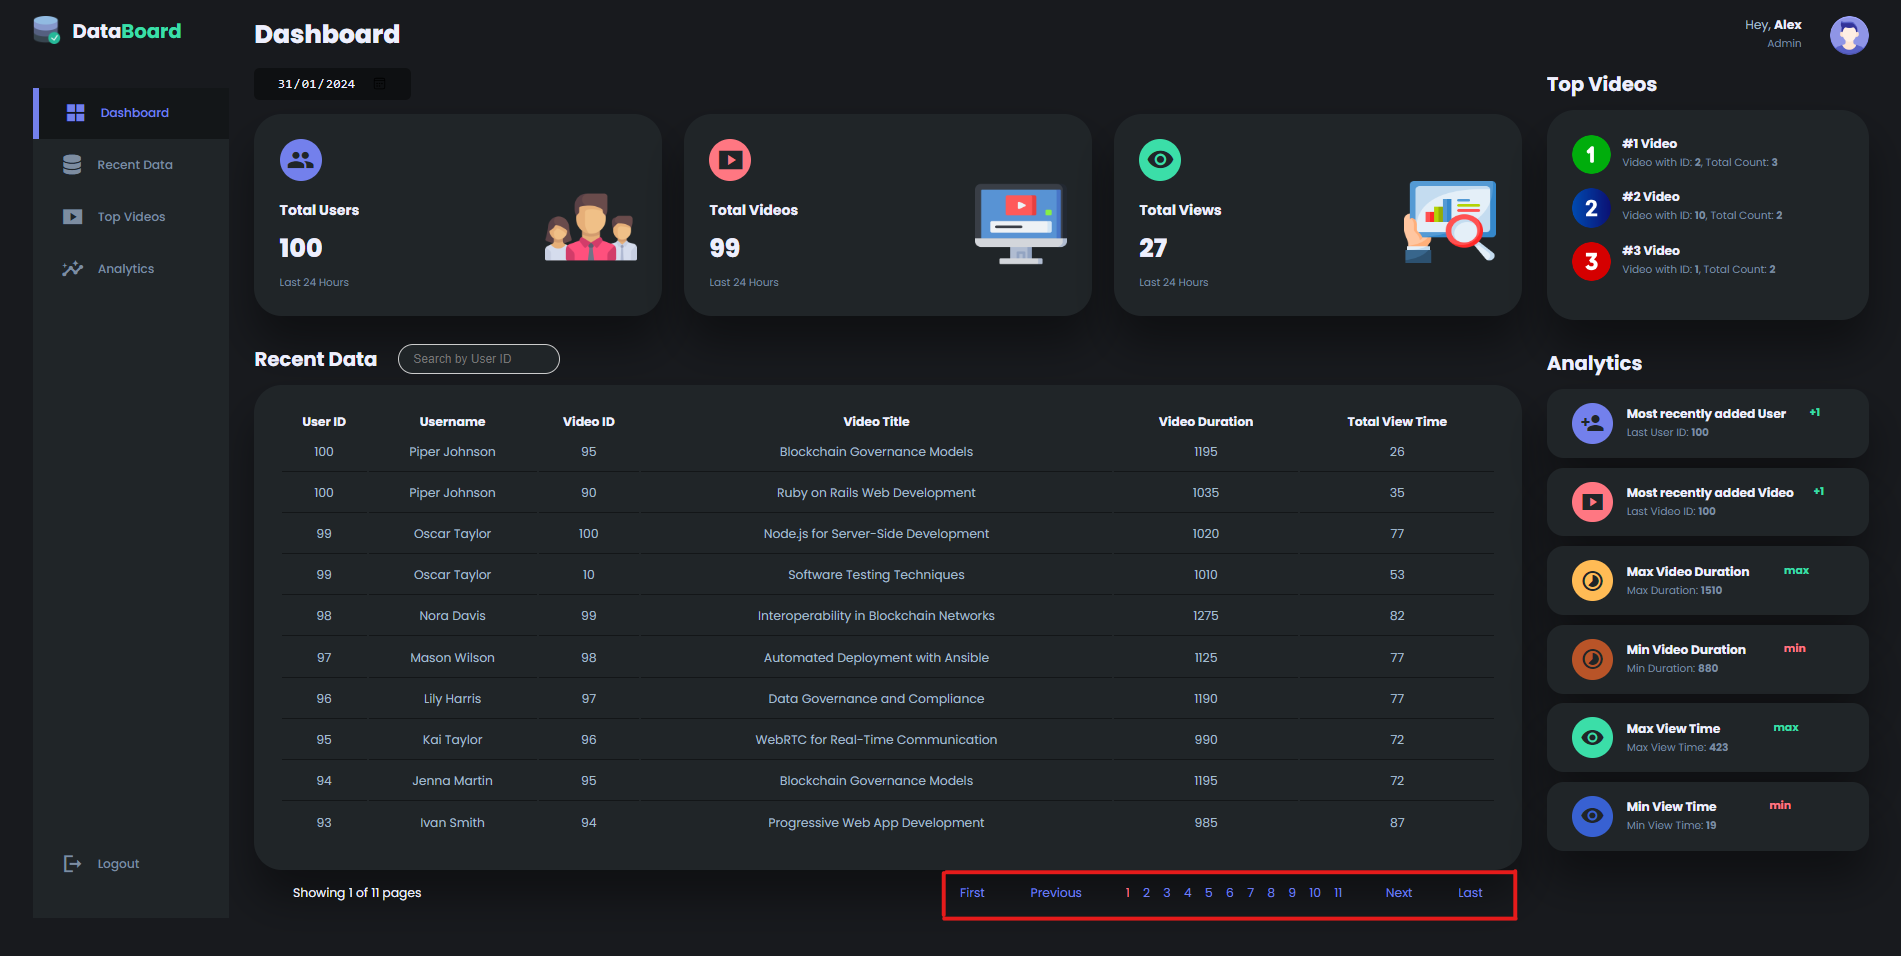 DataBoard
Dashboard
Recent Data
Top Videos
Analytics
Logout
Dashboard
31/01/2024
Total Users
100
Last 24 Hours
Total Videos
99
Last 24 Hours
Total Views
27
Last 24 Hours
Recent Data
Search by User ID
User ID Username Video ID Video Title Video Duration Total View Time
100 Piper Johnson 95 Blockchain Governance Models 1195 26
100 Piper Johnson 90 Ruby on Rails Web Development 1035 35
99 Oscar Taylor 100 Node.js for Server-Side Development 1020 77
99 Oscar Taylor 10 Software Testing Techniques 1010 53
98 Nora Davis 99 Interoperability in Blockchain Networks 1275 82
97 Mason Wilson 98 Automated Deployment with Ansible 1125 77
96 Lily Harris 97 Data Governance and Compliance 1190 77
95 Kai Taylor 96 WebRTC for Real-Time Communication 990 72
94 Jenna Martin 95 Blockchain Governance Models 1195 72
93 Ivan Smith 94 Progressive Web App Development 985 87
Showing 1 of 11 pages
First Previous 1 2 3 4 5 6 7 8 9 10 11 Next Last
Hey, Alex
Admin
Top Videos
1
#1 Video
Video with ID: 2, Total Count: 3
2
#2 Video
Video with ID: 10, Total Count: 2
3
#3 Video
Video with ID: 1, Total Count: 2
Analytics
Most recently added User +1
Last User ID: 100
Most recently added Video +1
Last Video ID: 100
Max Video Duration max
Max Duration: 1510
Min Video Duration min
Min Duration: 880
Max View Time max
Max View Time: 423
Min View Time min
Min View Time: 19